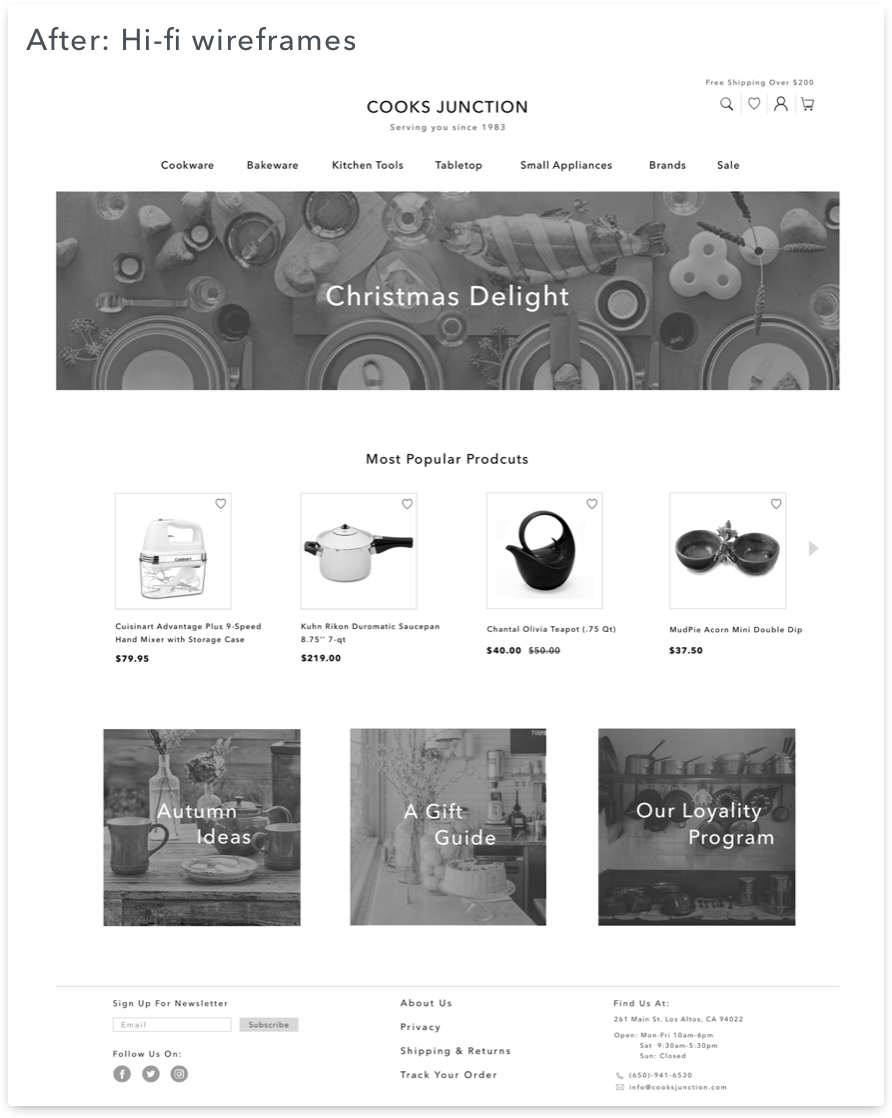 After: Hi-fi wireframes
Free Shipping Over $200
COOKS JUNCTION
Serving you since 1983
Cookware Bakeware Kitchen Tools Tabletop Small Appliances Brands Sale
Christmas Delight
Most Popular Prodcuts
Cuisinart
Cuisinart Advantage Plus 9-Speed
Hand Mixer with Storage Case
$79.95
Kuhn Rikon Duromatic Saucepan
8.75'' 7-qt
$219.00
Chantal Olivia Teapot (.75 Qt)
$40.00 $50.00
MudPie Acorn Mini Double Dip
$37.50
Autumn
Ideas
A Gift
Guide
Our Loyality
Program
Sign Up For Newsletter
Email Subscribe
Follow Us On:
About Us
Privacy
Shipping & Returns
Track Your Order
Find Us At:
261 Main St. Los Altos, CA 94022
Open: Mon-Fri 10am-6pm
Sat 9:30am-5:30pm
Sun: Closed
(650)-941-6530
info@cooksjunction.com